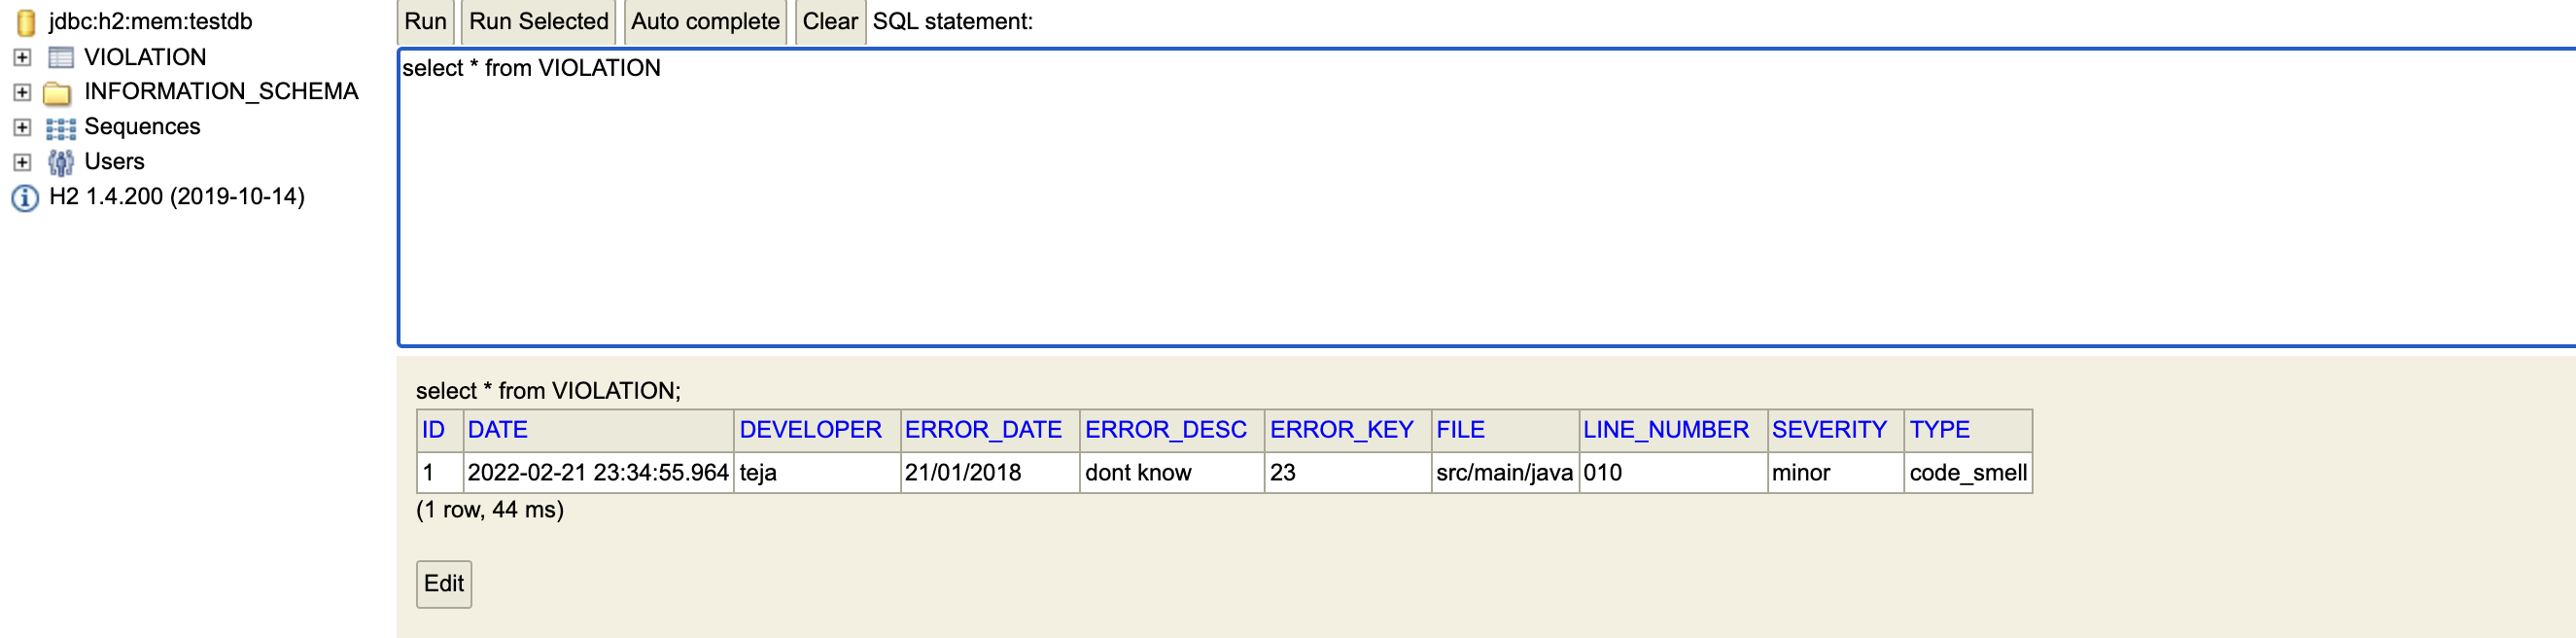 jdbc:h2:mem:testdb
VIOLATION
INFORMATION_SCHEMA
Sequences
Users
H2 1.4.200 (2019-10-14)
Run Run Selected Auto complete Clear SQL statement:
select * from VIOLATION
select * from VIOLATION;
ID DATE DEVELOPER ERROR_DATE ERROR_DESC ERROR_KEY FILE LINE_NUMBER SEVERITY TYPE
1 2022-02-21 23:34:55.964 teja 21/01/2018 dont know 23 src/main/java 010 minor code_smell
(1 row, 44 ms)
Edit